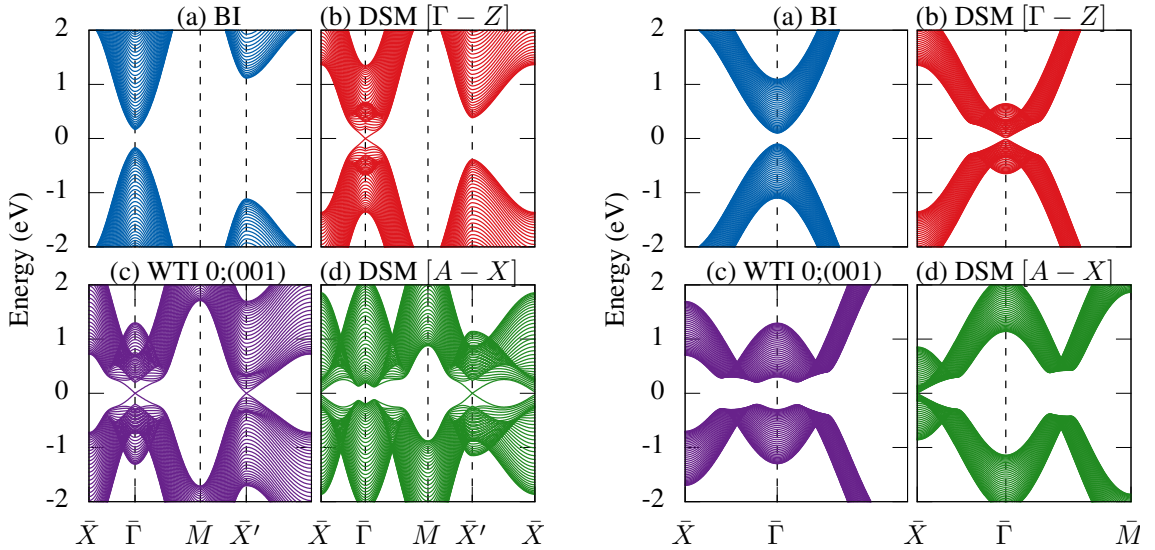 (a) BI (b) DSM [Γ − Z]
2
1
0
-1
-2
(c) WTI 0;(001) (d) DSM [A − X]
2
1
0
-1
-2
Energy (eV)
X̄ Γ̄ M̄ X̄′ X̄ Γ̄ M̄ X̄′ X̄
(a) BI (b) DSM [Γ − Z]
2
1
0
-1
-2
(c) WTI 0;(001) (d) DSM [A − X]
2
1
0
-1
-2
Energy (eV)
X̄ Γ̄ X̄ Γ̄ M̄